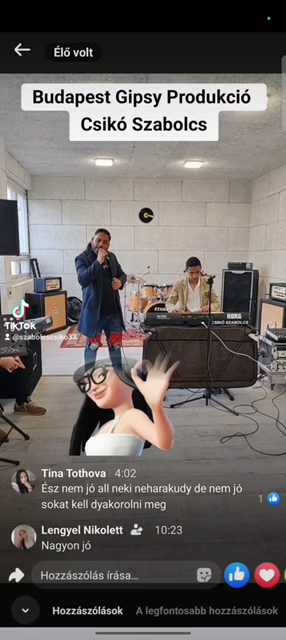 Élő volt
Budapest Gipsy Produkció
Csikó Szabolcs
KORG
CSIKÓ SZABOLCS
TikTok
@szabolcscsiko33
Tina Tothova 4:02
Ész nem jó all neki neharakudy de nem jó
sokat kell dyakorolni meg
1
Lengyel Nikolett 10:23
Nagyon jó
Hozzászólás írása...
Hozzászólások A legfontosabb hozzászólások